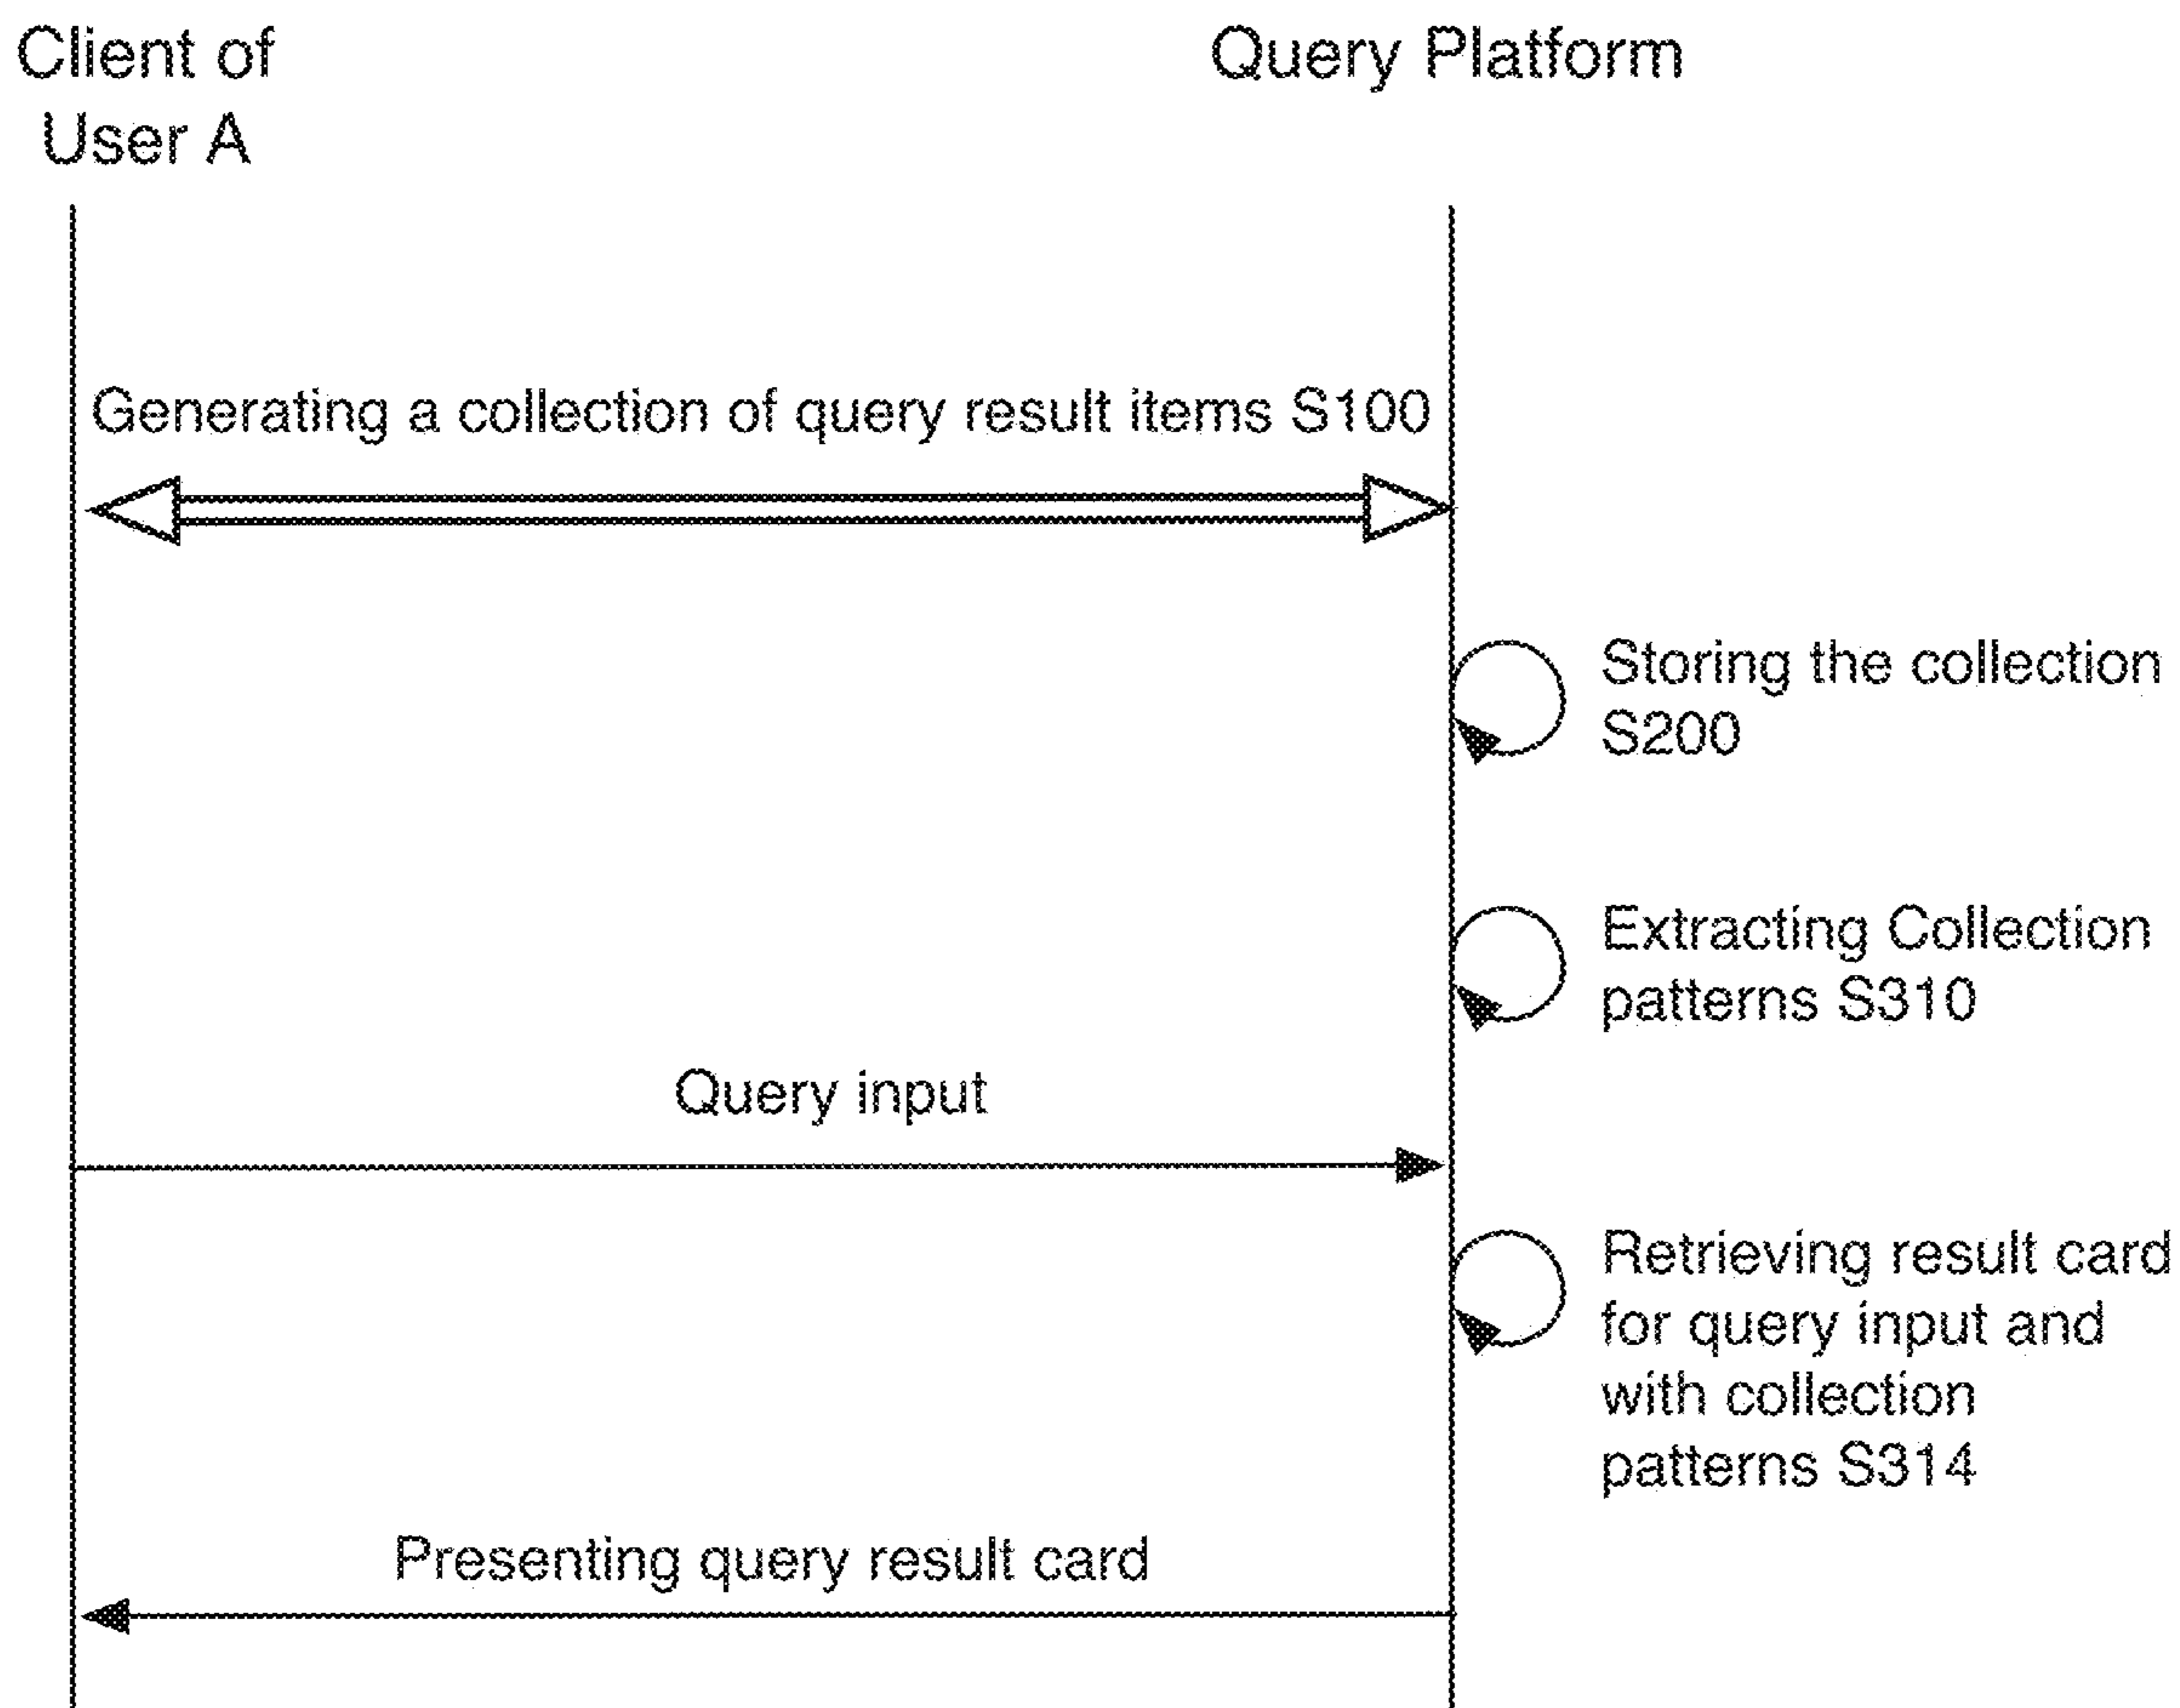 Client of
User A
Query Platform
Generating a collection of query result items S100
Storing the collection
S200
Extracting Collection
patterns S310
Query input
Retrieving result card
for query input and
with collection
patterns S314
Presenting query result card